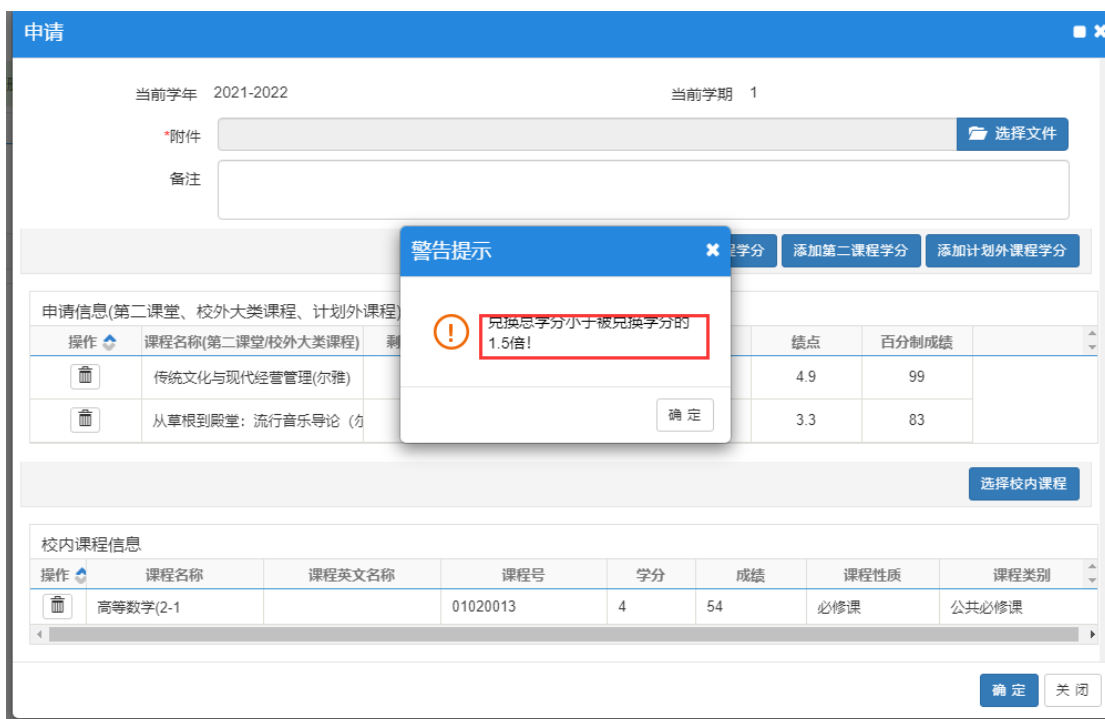 申请
当前学年 2021-2022 当前学期 1
*附件 选择文件
备注
程学分 添加第二课程学分 添加计划外课程学分
警告提示
兑换总学分小于被兑换学分的
1.5倍!
确 定
申请信息(第二课堂、校外大类课程、计划外课程)
操作 课程名称(第二课堂/校外大类课程) 剩 绩点 百分制成绩
传统文化与现代经营管理(尔雅) 4.9 99
从草根到殿堂：流行音乐导论（尔 3.3 83
选择校内课程
校内课程信息
操作 课程名称 课程英文名称 课程号 学分 成绩 课程性质 课程类别
高等数学(2-1 01020013 4 54 必修课 公共必修课
确 定 关 闭